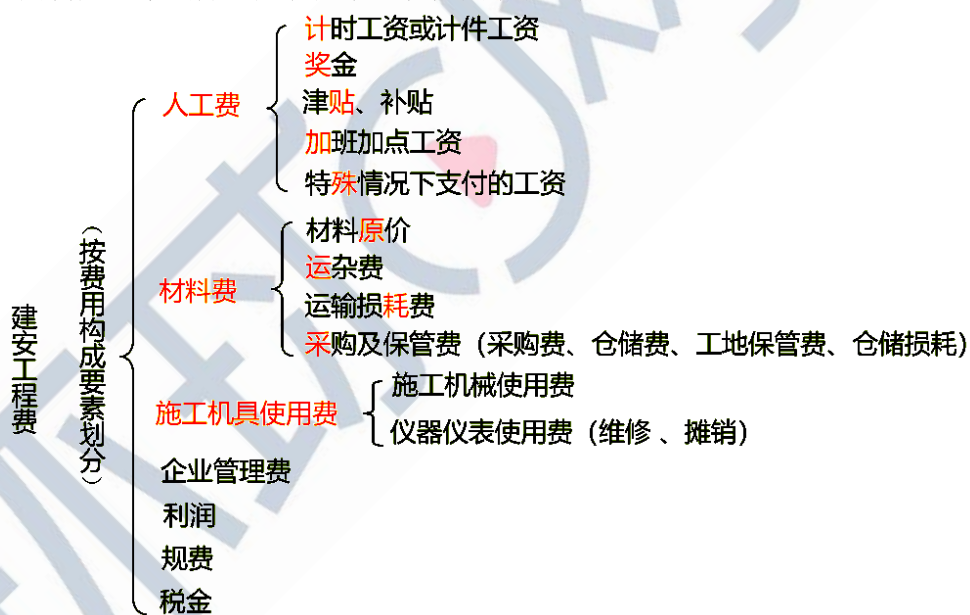 建安工程费
（按费用构成要素划分）
人工费
计时工资或计件工资
奖金
津贴、补贴
加班加点工资
特殊情况下支付的工资
材料费
材料原价
运杂费
运输损耗费
采购及保管费（采购费、仓储费、工地保管费、仓储损耗）
施工机具使用费
施工机械使用费
仪器仪表使用费（维修 、摊销）
企业管理费
利润
规费
税金